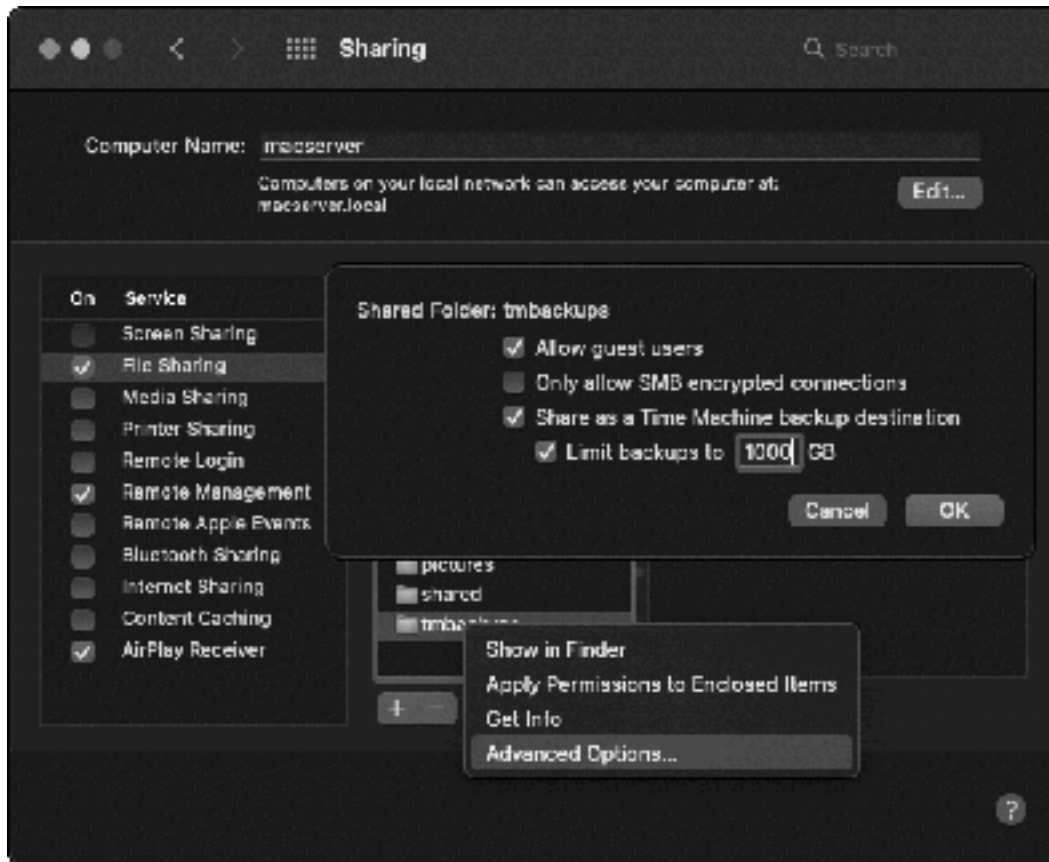 Sharing
Search
Computer Name: macserver
Computers on your local network can access your computer at:
macserver.local
Edit...
On Service
Screen Sharing
File Sharing
Media Sharing
Printer Sharing
Remote Login
Remote Management
Remote Apple Events
Bluetooth Sharing
Internet Sharing
Content Caching
AirPlay Receiver
Shared Folder: tmbackups
Allow guest users
Only allow SMB encrypted connections
Share as a Time Machine backup destination
Limit backups to 1000 GB
Cancel OK
pictures
shared
tmbackups
Show in Finder
Apply Permissions to Enclosed Items
Get Info
Advanced Options...
+ −
?